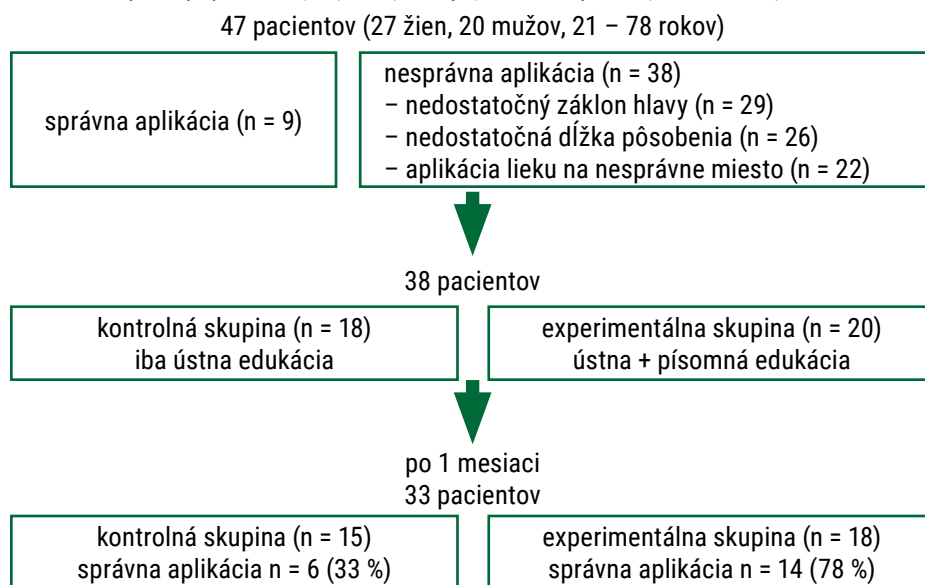 47 pacientov (27 žien, 20 mužov, 21 – 78 rokov)
správna aplikácia (n = 9)
nesprávna aplikácia (n = 38)
– nedostatočný záklon hlavy (n = 29)
– nedostatočná dĺžka pôsobenia (n = 26)
– aplikácia lieku na nesprávne miesto (n = 22)
38 pacientov
kontrolná skupina (n = 18)
iba ústna edukácia
experimentálna skupina (n = 20)
ústna + písomná edukácia
po 1 mesiaci
33 pacientov
kontrolná skupina (n = 15)
správna aplikácia n = 6 (33 %)
experimentálna skupina (n = 18)
správna aplikácia n = 14 (78 %)